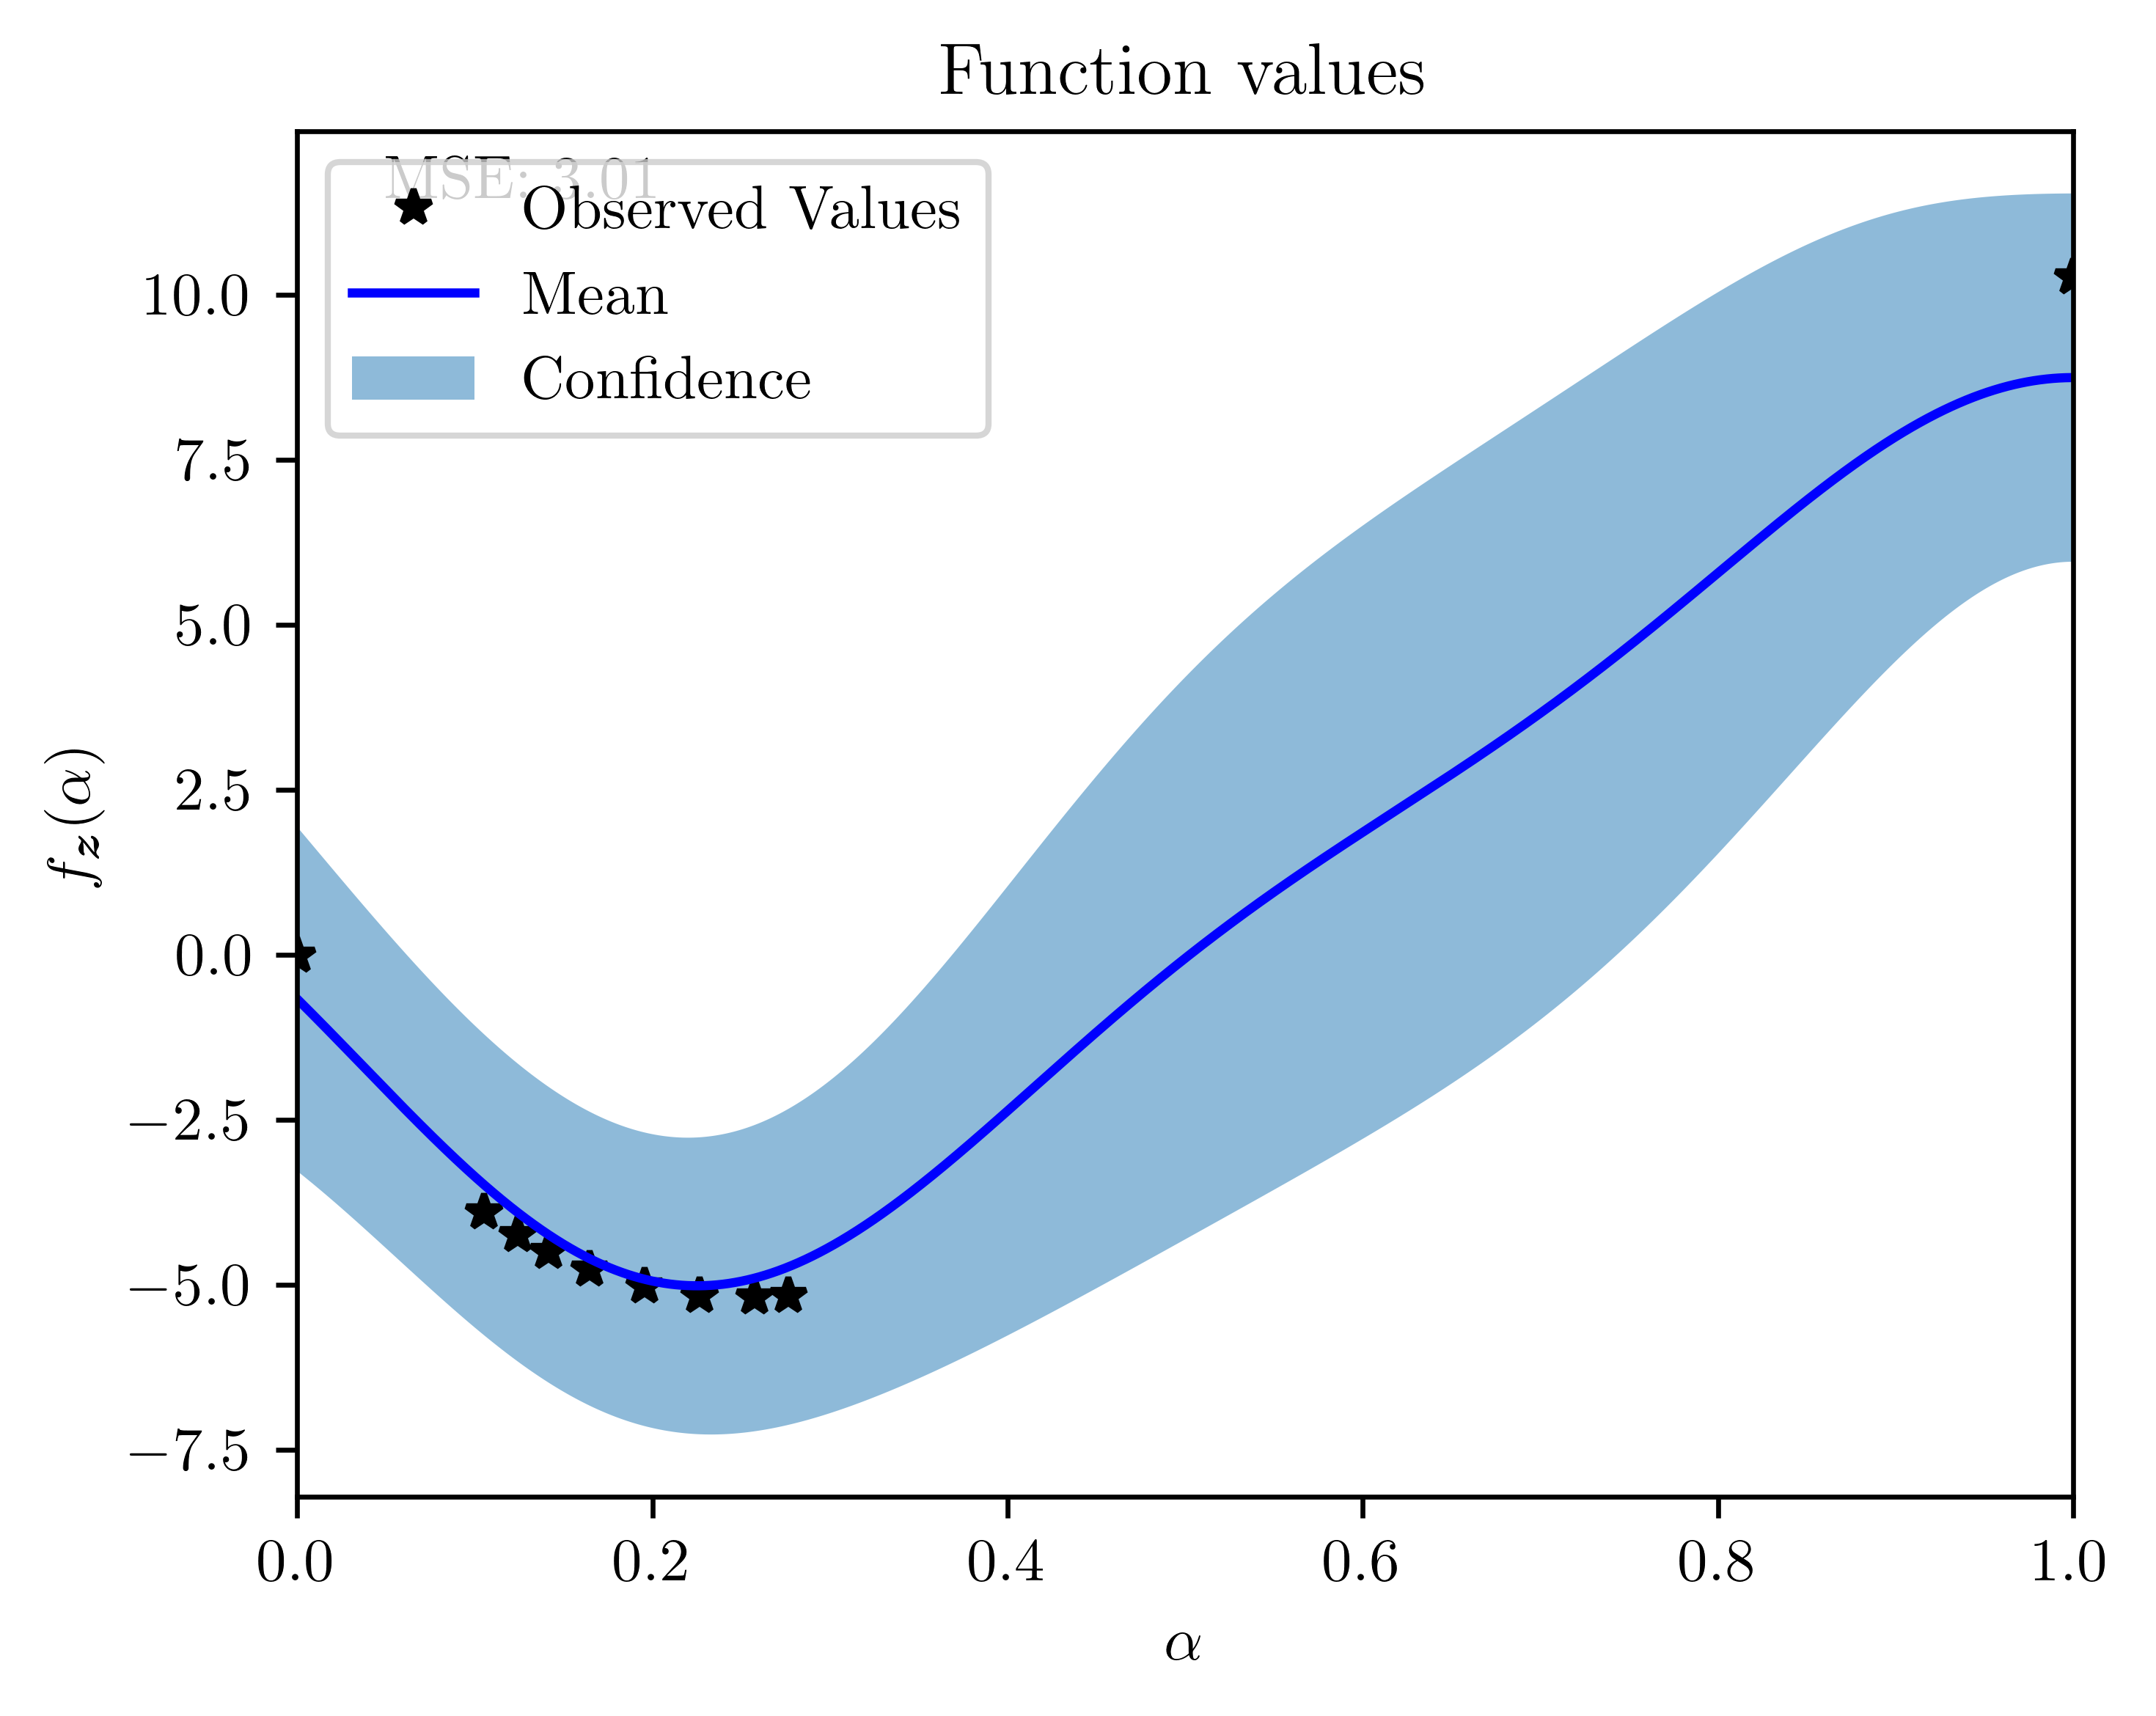 Function values
MSE: 3.01
Observed Values
Mean
Confidence
10.0
7.5
5.0
2.5
0.0
−2.5
−5.0
−7.5
f_z(α)
0.0 0.2 0.4 0.6 0.8 1.0
α